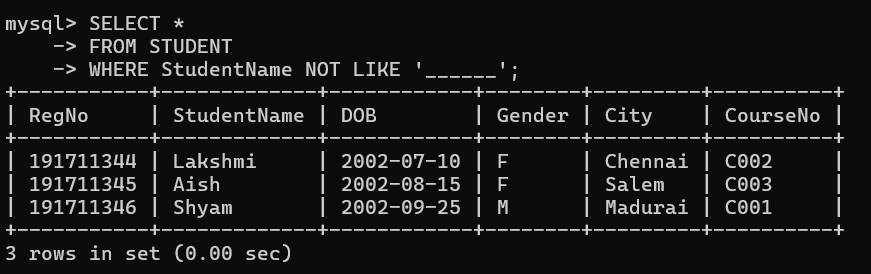 mysql> SELECT *
    -> FROM STUDENT
    -> WHERE StudentName NOT LIKE '______';
+-----------+-------------+------------+--------+---------+----------+
| RegNo     | StudentName | DOB        | Gender | City    | CourseNo |
+-----------+-------------+------------+--------+---------+----------+
| 191711344 | Lakshmi     | 2002-07-10 | F      | Chennai | C002     |
| 191711345 | Aish        | 2002-08-15 | F      | Salem   | C003     |
| 191711346 | Shyam       | 2002-09-25 | M      | Madurai | C001     |
+-----------+-------------+------------+--------+---------+----------+
3 rows in set (0.00 sec)